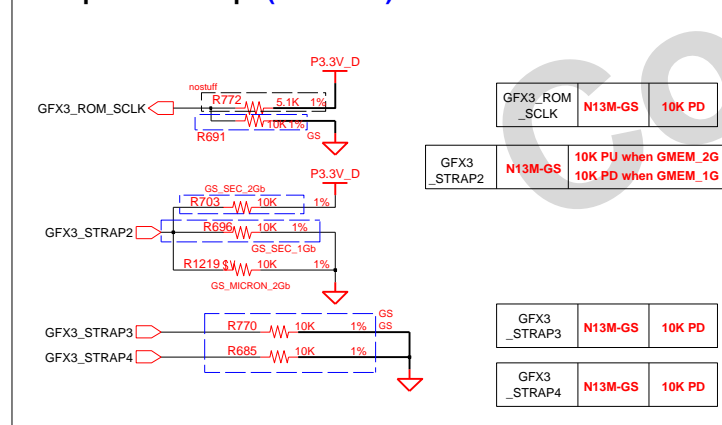 P3.3V_D
nostuff
R772 5.1K 1%
GFX3_ROM_SCLK
10K 1%
R691 GS
GFX3_ROM
_SCLK
N13M-GS
10K PD
GFX3
_STRAP2
N13M-GS
10K PU when GMEM_2G
10K PD when GMEM_1G
P3.3V_D
GS_SEC_2Gb
R703 10K 1%
GFX3_STRAP2
R696 10K 1%
GS_SEC_1Gb
R1219 10K 1%
GS_MICRON_2Gb
GS
GS
GFX3_STRAP3
R770 10K 1%
GFX3_STRAP4
R685 10K 1%
GFX3
_STRAP3
N13M-GS
10K PD
GFX3
_STRAP4
N13M-GS
10K PD